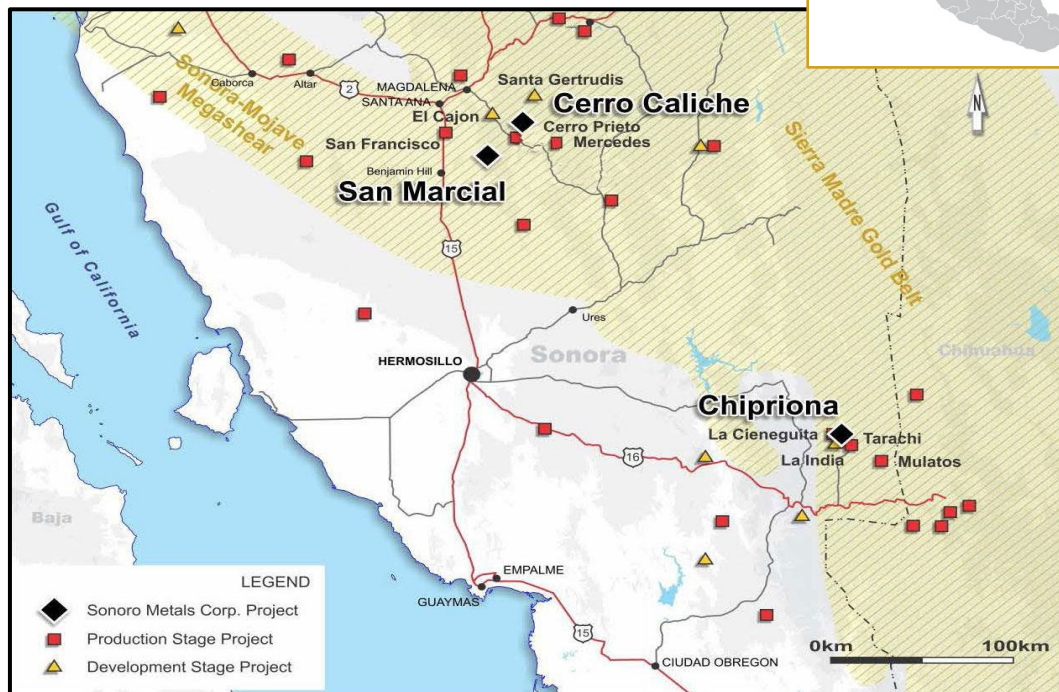 Caborca
Altar
2
MAGDALENA
SANTA ANA
Santa Gertrudis
El Cajon
Cerro Caliche
Cerro Prieto
Mercedes
San Francisco
Benjamin Hill
San Marcial
Sonora-Mojave
Megashear
N
Sierra Madre Gold Belt
Gulf of California
15
Ures
HERMOSILLO
Sonora
Chihuahua
Chipriona
La Cieneguita
Tarachi
La India
Mulatos
16
Baja
EMPALME
GUAYMAS
15
CIUDAD OBREGON
LEGEND
Sonoro Metals Corp. Project
Production Stage Project
Development Stage Project
0km 100km